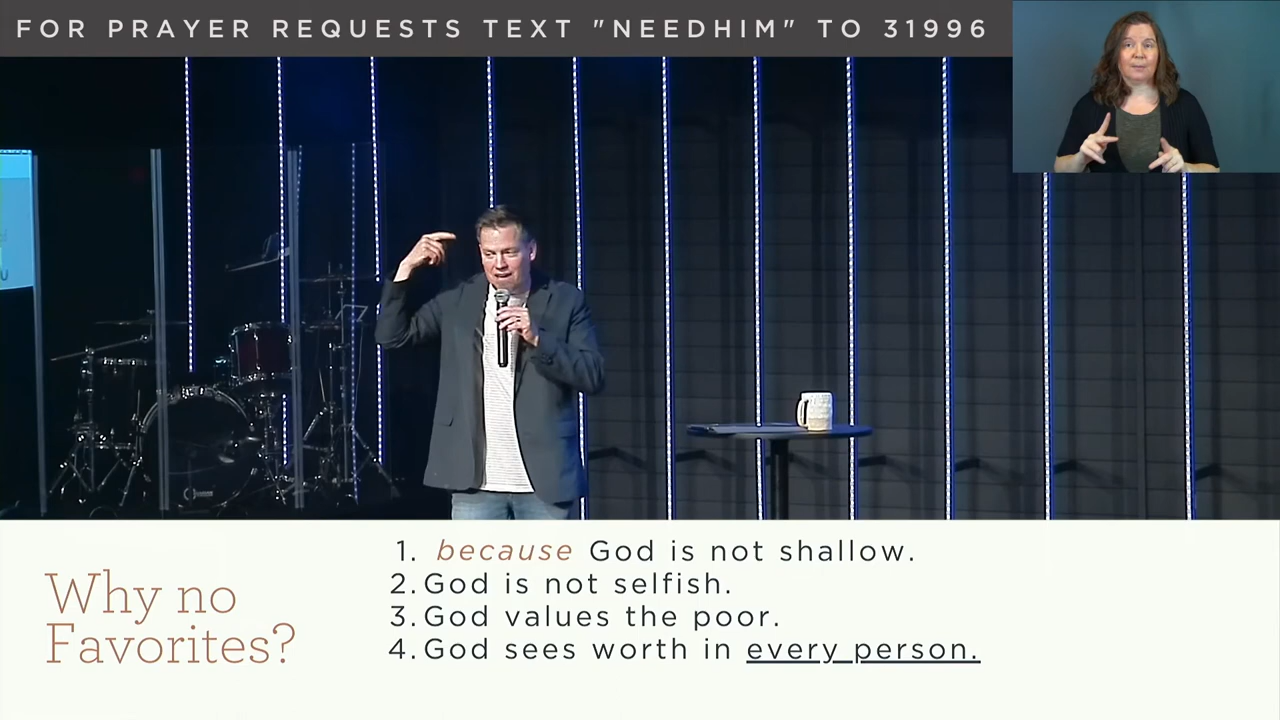 FOR PRAYER REQUESTS TEXT "NEEDHIM" TO 31996
Why no
Favorites?
1. because God is not shallow.
2. God is not selfish.
3. God values the poor.
4. God sees worth in every person.